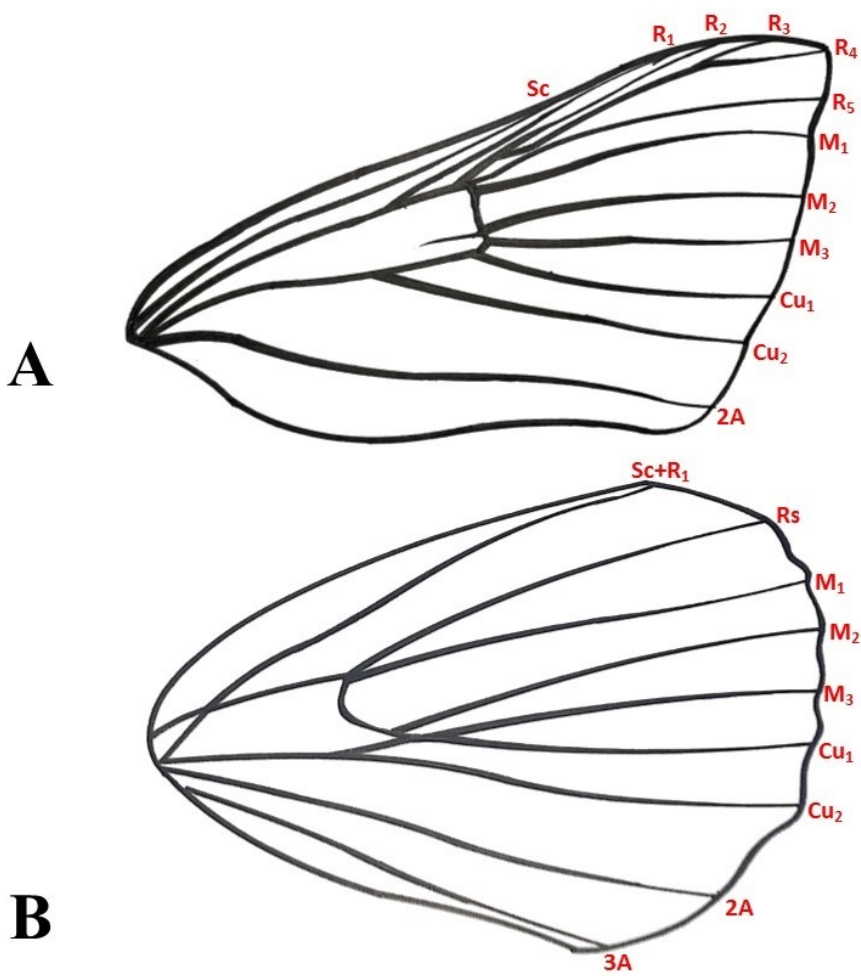 R₁ R₂ R₃
R₄
Sc
R₅
M₁
M₂
M₃
Cu₁
A
Cu₂
2A
Sc+R₁
Rs
M₁
M₂
M₃
Cu₁
Cu₂
B
2A
3A